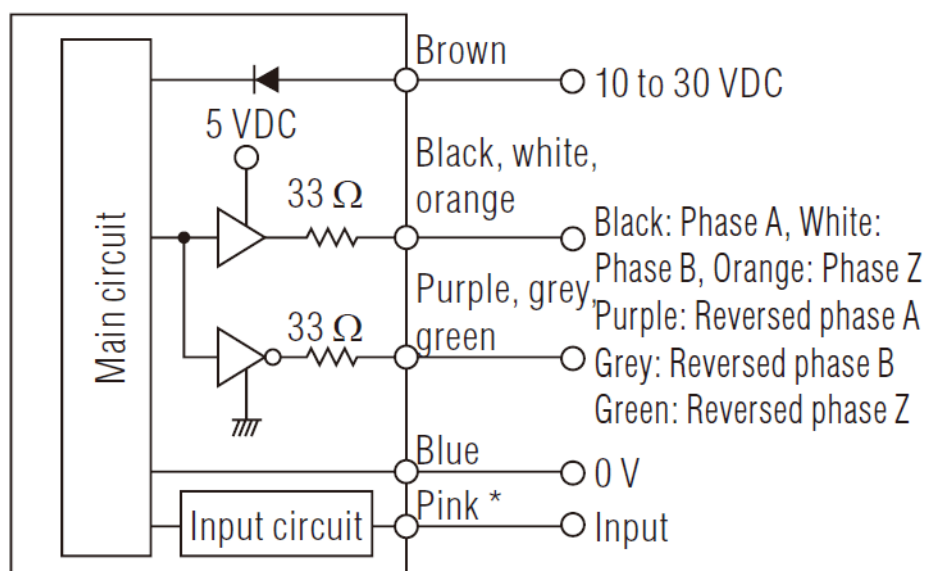 Brown
10 to 30 VDC
5 VDC
Black, white,
orange
33 Ω
Black: Phase A, White:
Phase B, Orange: Phase Z
Purple, grey,
green
33 Ω
Purple: Reversed phase A
Grey: Reversed phase B
Green: Reversed phase Z
Main circuit
Blue
0 V
Pink *
Input circuit
Input